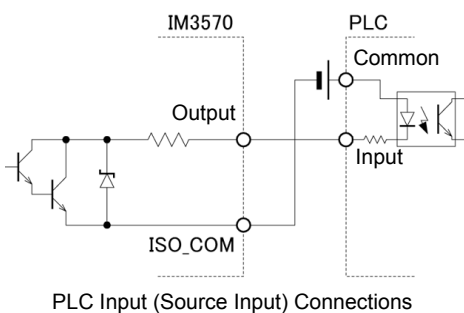 IM3570
PLC
Common
Output
Input
ISO_COM
PLC Input (Source Input) Connections